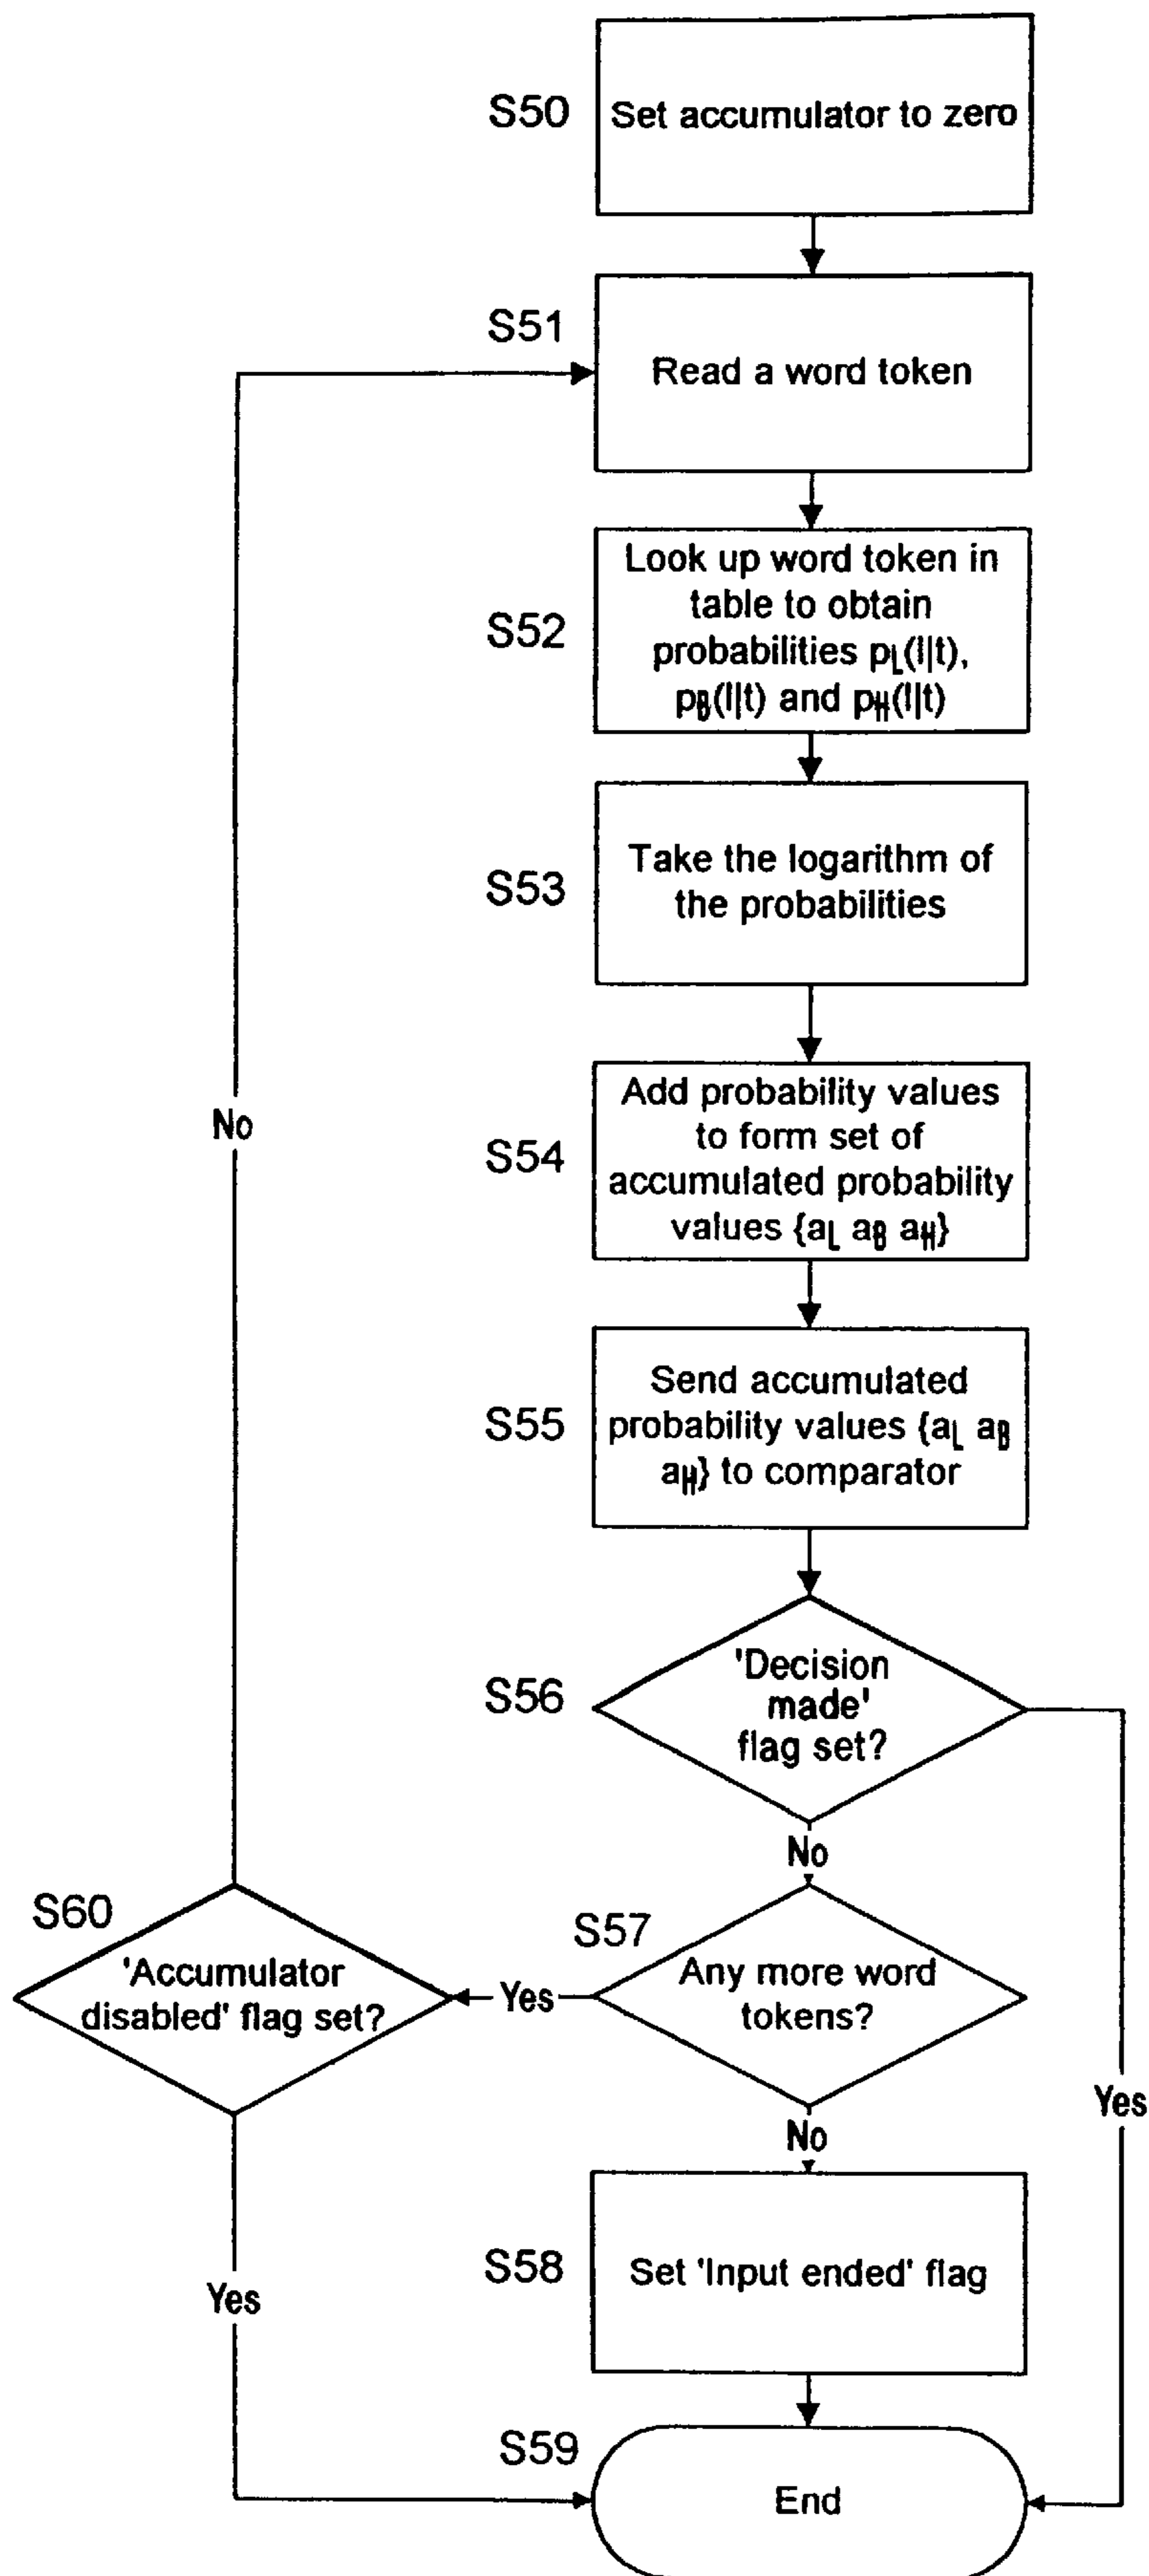 S50
Set accumulator to zero
S51
Read a word token
S52
Look up word token in
table to obtain
probabilities pL(l|t),
pB(l|t) and pH(l|t)
S53
Take the logarithm of
the probabilities
S54
Add probability values
to form set of
accumulated probability
values {aL aB aH}
S55
Send accumulated
probability values {aL aB
aH} to comparator
S56
'Decision
made'
flag set?
No
Yes
S57
Any more word
tokens?
Yes
S60
'Accumulator
disabled' flag set?
No
Yes
No
S58
Set 'Input ended' flag
S59
End